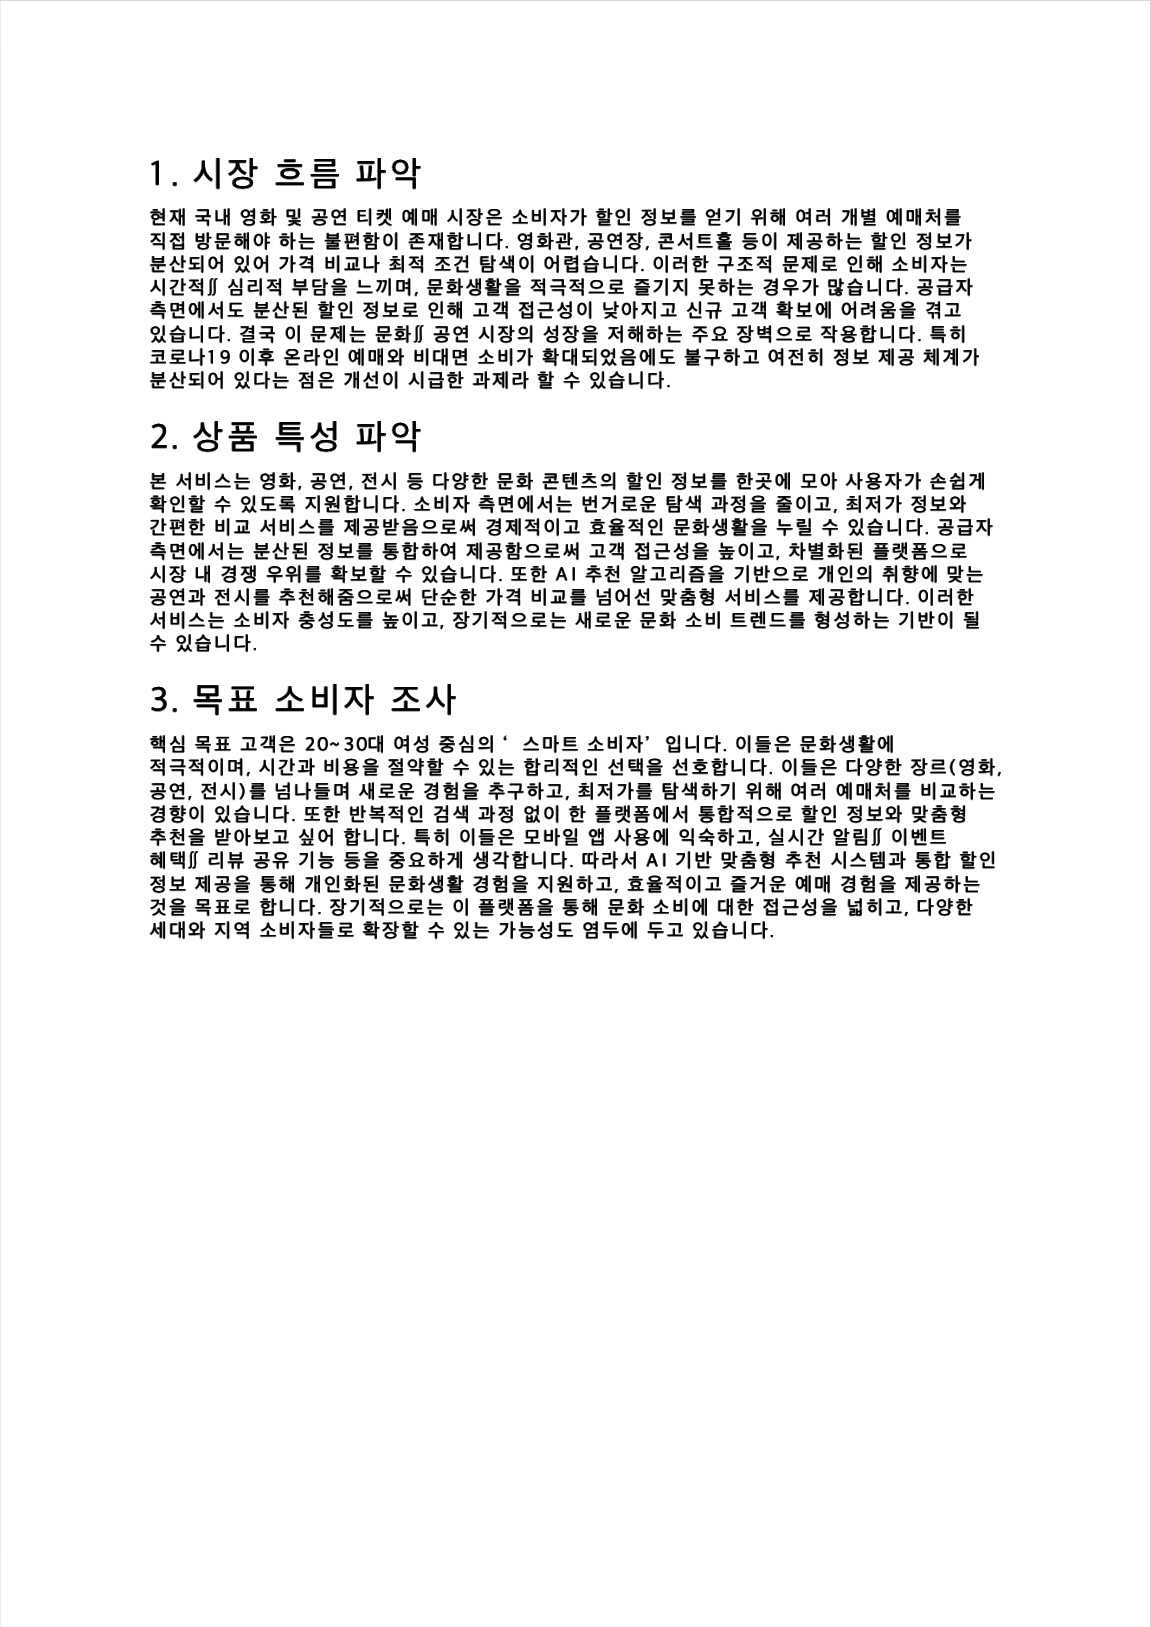 1. 시장 흐름 파악
현재 국내 영화 및 공연 티켓 예매 시장은 소비자가 할인 정보를 얻기 위해 여러 개별 예매처를
직접 방문해야 하는 불편함이 존재합니다. 영화관, 공연장, 콘서트홀 등이 제공하는 할인 정보가
분산되어 있어 가격 비교나 최적 조건 탐색이 어렵습니다. 이러한 구조적 문제로 인해 소비자는
시간적∬ 심리적 부담을 느끼며, 문화생활을 적극적으로 즐기지 못하는 경우가 많습니다. 공급자
측면에서도 분산된 할인 정보로 인해 고객 접근성이 낮아지고 신규 고객 확보에 어려움을 겪고
있습니다. 결국 이 문제는 문화∬ 공연 시장의 성장을 저해하는 주요 장벽으로 작용합니다. 특히
코로나19 이후 온라인 예매와 비대면 소비가 확대되었음에도 불구하고 여전히 정보 제공 체계가
분산되어 있다는 점은 개선이 시급한 과제라 할 수 있습니다.
2. 상품 특성 파악
본 서비스는 영화, 공연, 전시 등 다양한 문화 콘텐츠의 할인 정보를 한곳에 모아 사용자가 손쉽게
확인할 수 있도록 지원합니다. 소비자 측면에서는 번거로운 탐색 과정을 줄이고, 최저가 정보와
간편한 비교 서비스를 제공받음으로써 경제적이고 효율적인 문화생활을 누릴 수 있습니다. 공급자
측면에서는 분산된 정보를 통합하여 제공함으로써 고객 접근성을 높이고, 차별화된 플랫폼으로
시장 내 경쟁 우위를 확보할 수 있습니다. 또한 AI 추천 알고리즘을 기반으로 개인의 취향에 맞는
공연과 전시를 추천해줌으로써 단순한 가격 비교를 넘어선 맞춤형 서비스를 제공합니다. 이러한
서비스는 소비자 충성도를 높이고, 장기적으로는 새로운 문화 소비 트렌드를 형성하는 기반이 될
수 있습니다.
3. 목표 소비자 조사
핵심 목표 고객은 20~30대 여성 중심의 ‘스마트 소비자’입니다. 이들은 문화생활에
적극적이며, 시간과 비용을 절약할 수 있는 합리적인 선택을 선호합니다. 이들은 다양한 장르(영화,
공연, 전시)를 넘나들며 새로운 경험을 추구하고, 최저가를 탐색하기 위해 여러 예매처를 비교하는
경향이 있습니다. 또한 반복적인 검색 과정 없이 한 플랫폼에서 통합적으로 할인 정보와 맞춤형
추천을 받아보고 싶어 합니다. 특히 이들은 모바일 앱 사용에 익숙하고, 실시간 알림∬ 이벤트
혜택∬ 리뷰 공유 기능 등을 중요하게 생각합니다. 따라서 AI 기반 맞춤형 추천 시스템과 통합 할인
정보 제공을 통해 개인화된 문화생활 경험을 지원하고, 효율적이고 즐거운 예매 경험을 제공하는
것을 목표로 합니다. 장기적으로는 이 플랫폼을 통해 문화 소비에 대한 접근성을 넓히고, 다양한
세대와 지역 소비자들로 확장할 수 있는 가능성도 염두에 두고 있습니다.